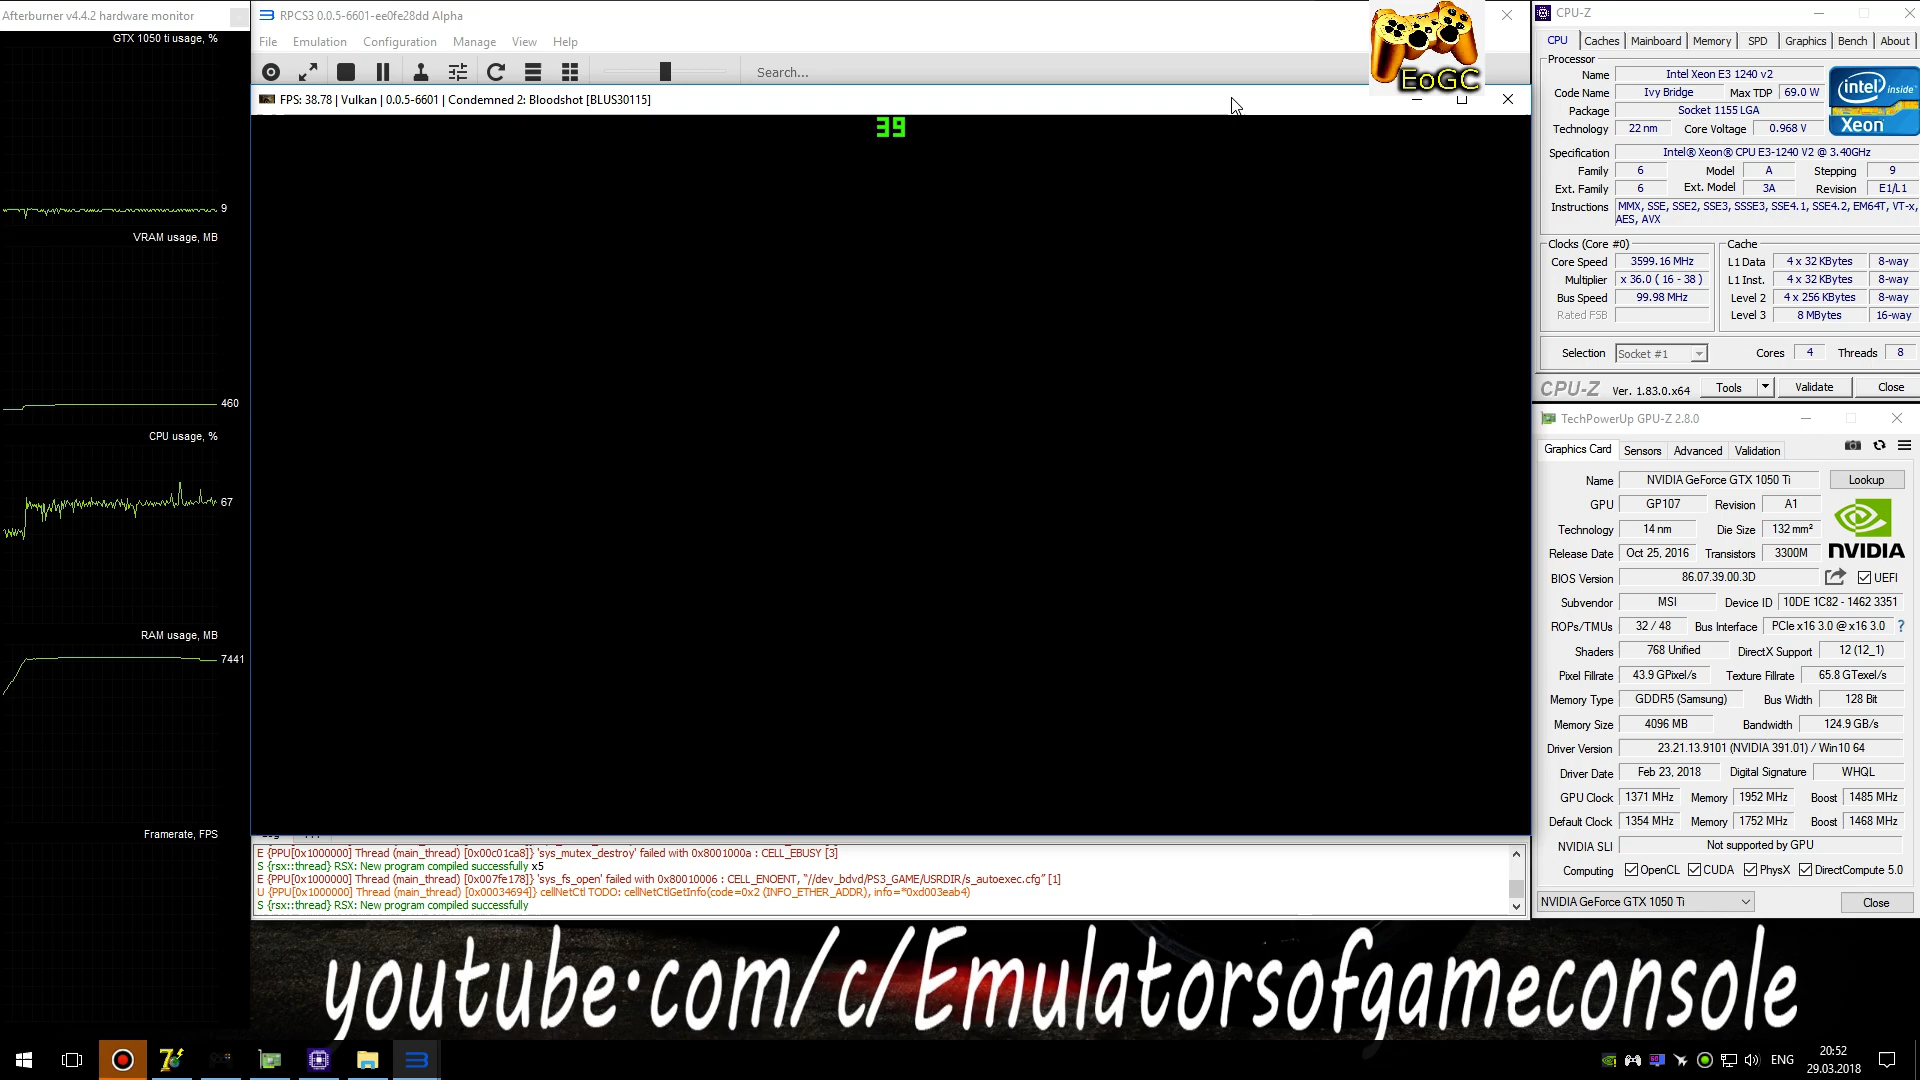 Afterburner v4.4.2 hardware monitor
GTX 1050 ti usage, %
9
VRAM usage, MB
460
CPU usage, %
67
RAM usage, MB
7441
Framerate, FPS
RPCS3 0.0.5-6601-ee0fe28dd Alpha
File Emulation Configuration Manage View Help
Search...
EoGC
FPS: 38.78 | Vulkan | 0.0.5-6601 | Condemned 2: Bloodshot [BLUS30115]
39
E {PPU[0x1000000] Thread (main_thread) [0x00c01ca8]} 'sys_mutex_destroy' failed with 0x8001000a : CELL_EBUSY [3]
S {rsx::thread} RSX: New program compiled successfully x5
E {PPU[0x1000000] Thread (main_thread) [0x007fe178]} 'sys_fs_open' failed with 0x80010006 : CELL_ENOENT, "//dev_bdvd/PS3_GAME/USRDIR/s_autoexec.cfg" [1]
U {PPU[0x1000000] Thread (main_thread) [0x00034694]} cellNetCtl TODO: cellNetCtlGetInfo(code=0x2 (INFO_ETHER_ADDR), info=*0xd003eab4)
S {rsx::thread} RSX: New program compiled successfully
CPU-Z
CPU Caches Mainboard Memory SPD Graphics Bench About
Processor
Name Intel Xeon E3 1240 v2
Code Name Ivy Bridge Max TDP 69.0 W
Package Socket 1155 LGA
Technology 22 nm Core Voltage 0.968 V
intel inside™
Xeon
Specification Intel® Xeon® CPU E3-1240 V2 @ 3.40GHz
Family 6 Model A Stepping 9
Ext. Family 6 Ext. Model 3A Revision E1/L1
Instructions MMX, SSE, SSE2, SSE3, SSSE3, SSE4.1, SSE4.2, EM64T, VT-x,
AES, AVX
Clocks (Core #0)
Core Speed 3599.16 MHz
Multiplier x 36.0 ( 16 - 38 )
Bus Speed 99.98 MHz
Rated FSB
Cache
L1 Data 4 x 32 KBytes 8-way
L1 Inst. 4 x 32 KBytes 8-way
Level 2 4 x 256 KBytes 8-way
Level 3 8 MBytes 16-way
Selection Socket #1 Cores 4 Threads 8
CPU-Z Ver. 1.83.0.x64 Tools Validate Close
TechPowerUp GPU-Z 2.8.0
Graphics Card Sensors Advanced Validation
Name NVIDIA GeForce GTX 1050 Ti Lookup
GPU GP107 Revision A1
Technology 14 nm Die Size 132 mm²
Release Date Oct 25, 2016 Transistors 3300M
NVIDIA
BIOS Version 86.07.39.00.3D UEFI
Subvendor MSI Device ID 10DE 1C82 - 1462 3351
ROPs/TMUs 32 / 48 Bus Interface PCIe x16 3.0 @ x16 3.0 ?
Shaders 768 Unified DirectX Support 12 (12_1)
Pixel Fillrate 43.9 GPixel/s Texture Fillrate 65.8 GTexel/s
Memory Type GDDR5 (Samsung) Bus Width 128 Bit
Memory Size 4096 MB Bandwidth 124.9 GB/s
Driver Version 23.21.13.9101 (NVIDIA 391.01) / Win10 64
Driver Date Feb 23, 2018 Digital Signature WHQL
GPU Clock 1371 MHz Memory 1952 MHz Boost 1485 MHz
Default Clock 1354 MHz Memory 1752 MHz Boost 1468 MHz
NVIDIA SLI Not supported by GPU
Computing OpenCL CUDA PhysX DirectCompute 5.0
NVIDIA GeForce GTX 1050 Ti Close
youtube.com/c/Emulatorsofgameconsole
ENG
20:52
29.03.2018